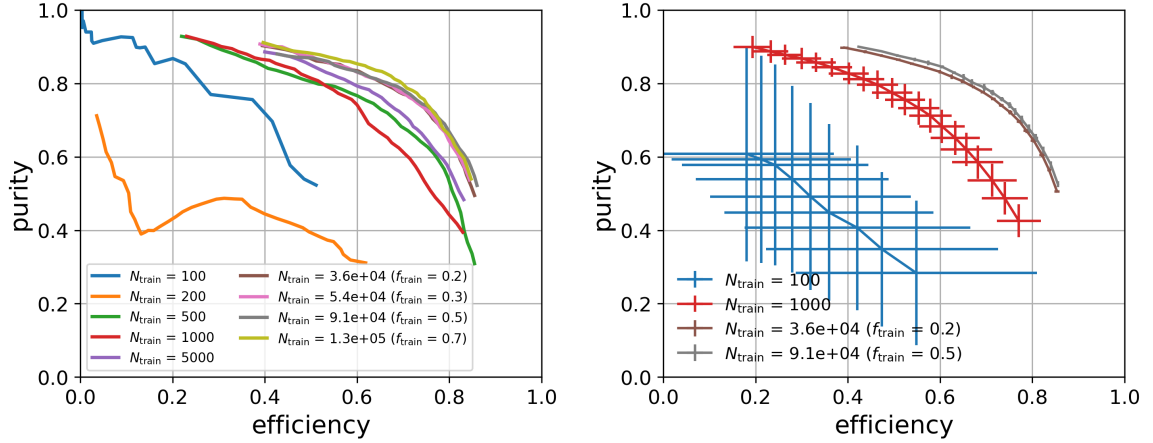 1.0
0.8
0.6
0.4
0.2
0.0
purity
0.0 0.2 0.4 0.6 0.8 1.0
efficiency
N_train = 100
N_train = 200
N_train = 500
N_train = 1000
N_train = 5000
N_train = 3.6e+04 (f_train = 0.2)
N_train = 5.4e+04 (f_train = 0.3)
N_train = 9.1e+04 (f_train = 0.5)
N_train = 1.3e+05 (f_train = 0.7)
1.0
0.8
0.6
0.4
0.2
0.0
purity
0.0 0.2 0.4 0.6 0.8 1.0
efficiency
N_train = 100
N_train = 1000
N_train = 3.6e+04 (f_train = 0.2)
N_train = 9.1e+04 (f_train = 0.5)